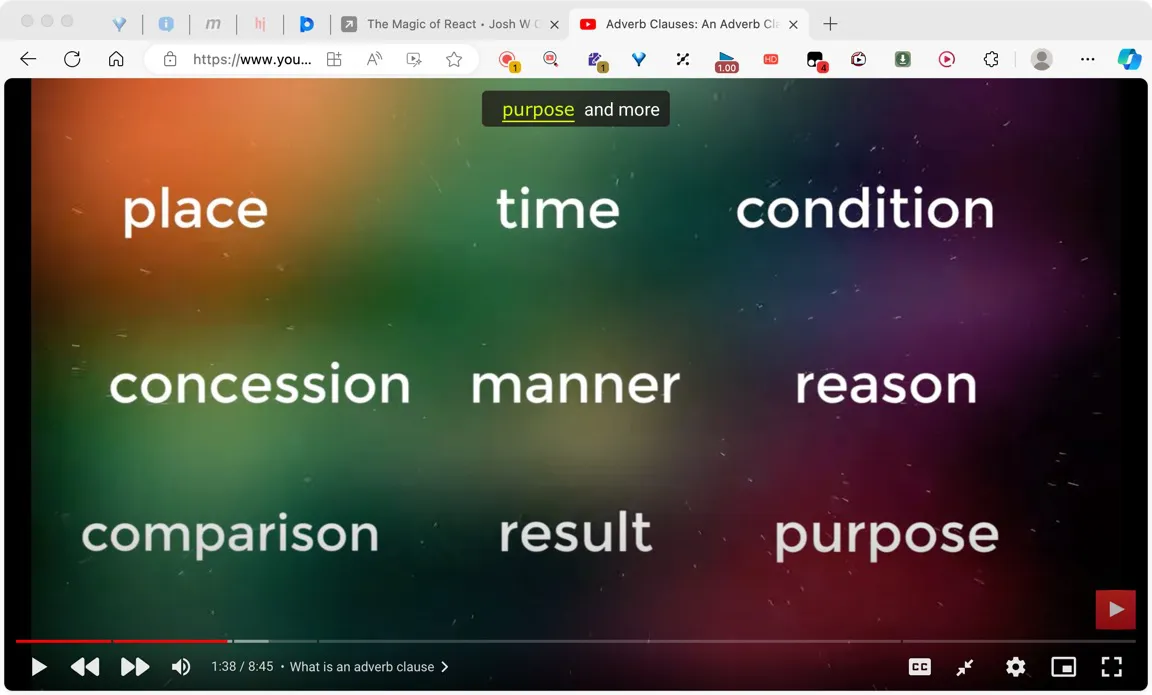 m hi The Magic of React • Josh W Adverb Clauses: An Adverb Cl
https://www.you... A 1 1 1.00 HD 4
purpose and more
place time condition
concession manner reason
comparison result purpose
1:38 / 8:45 • What is an adverb clause CC